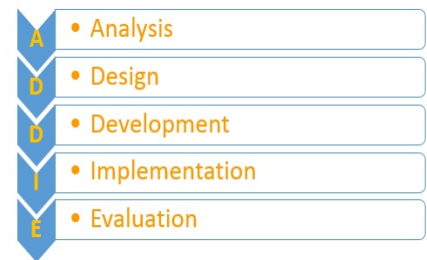 A • Analysis
D • Design
D • Development
I • Implementation
E • Evaluation